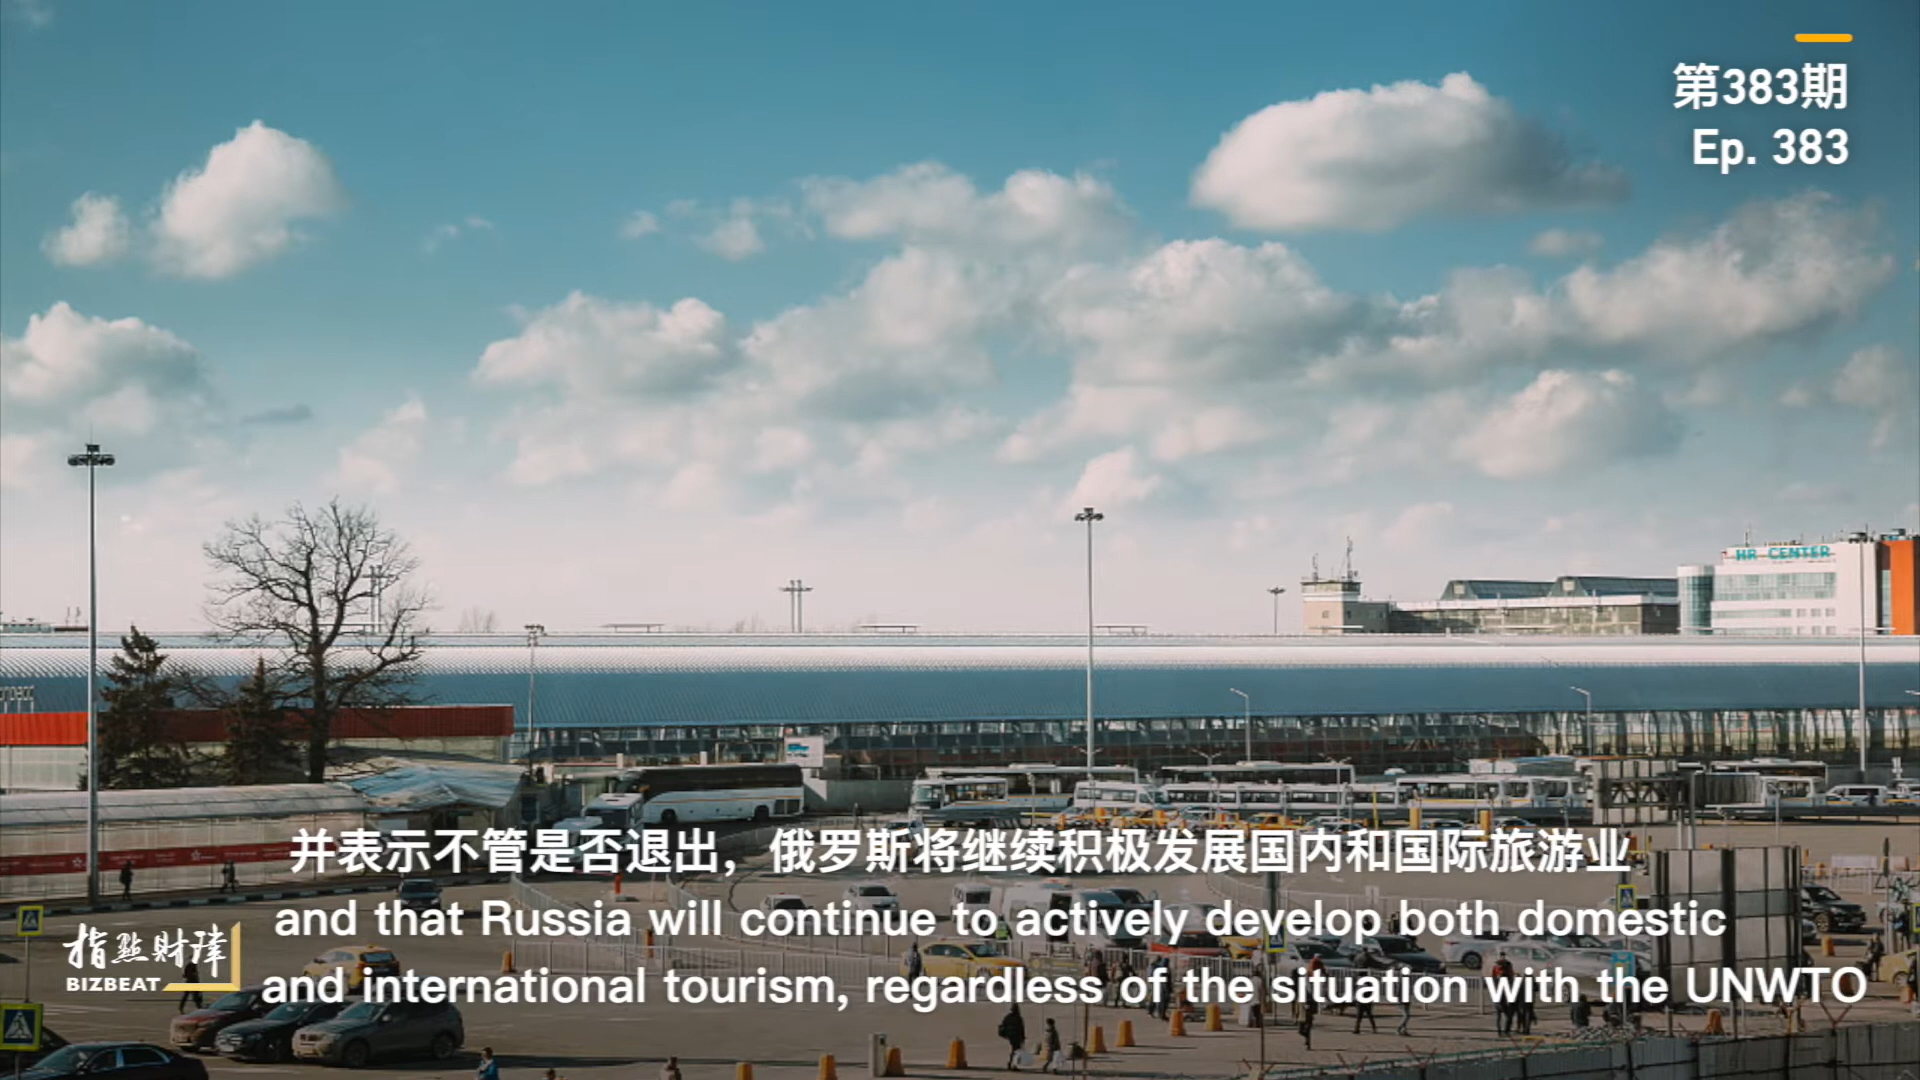 第383期
Ep. 383
HR CENTER
并表示不管是否退出，俄罗斯将继续积极发展国内和国际旅游业
and that Russia will continue to actively develop both domestic
and international tourism, regardless of the situation with the UNWTO
指點財津
BIZBEAT